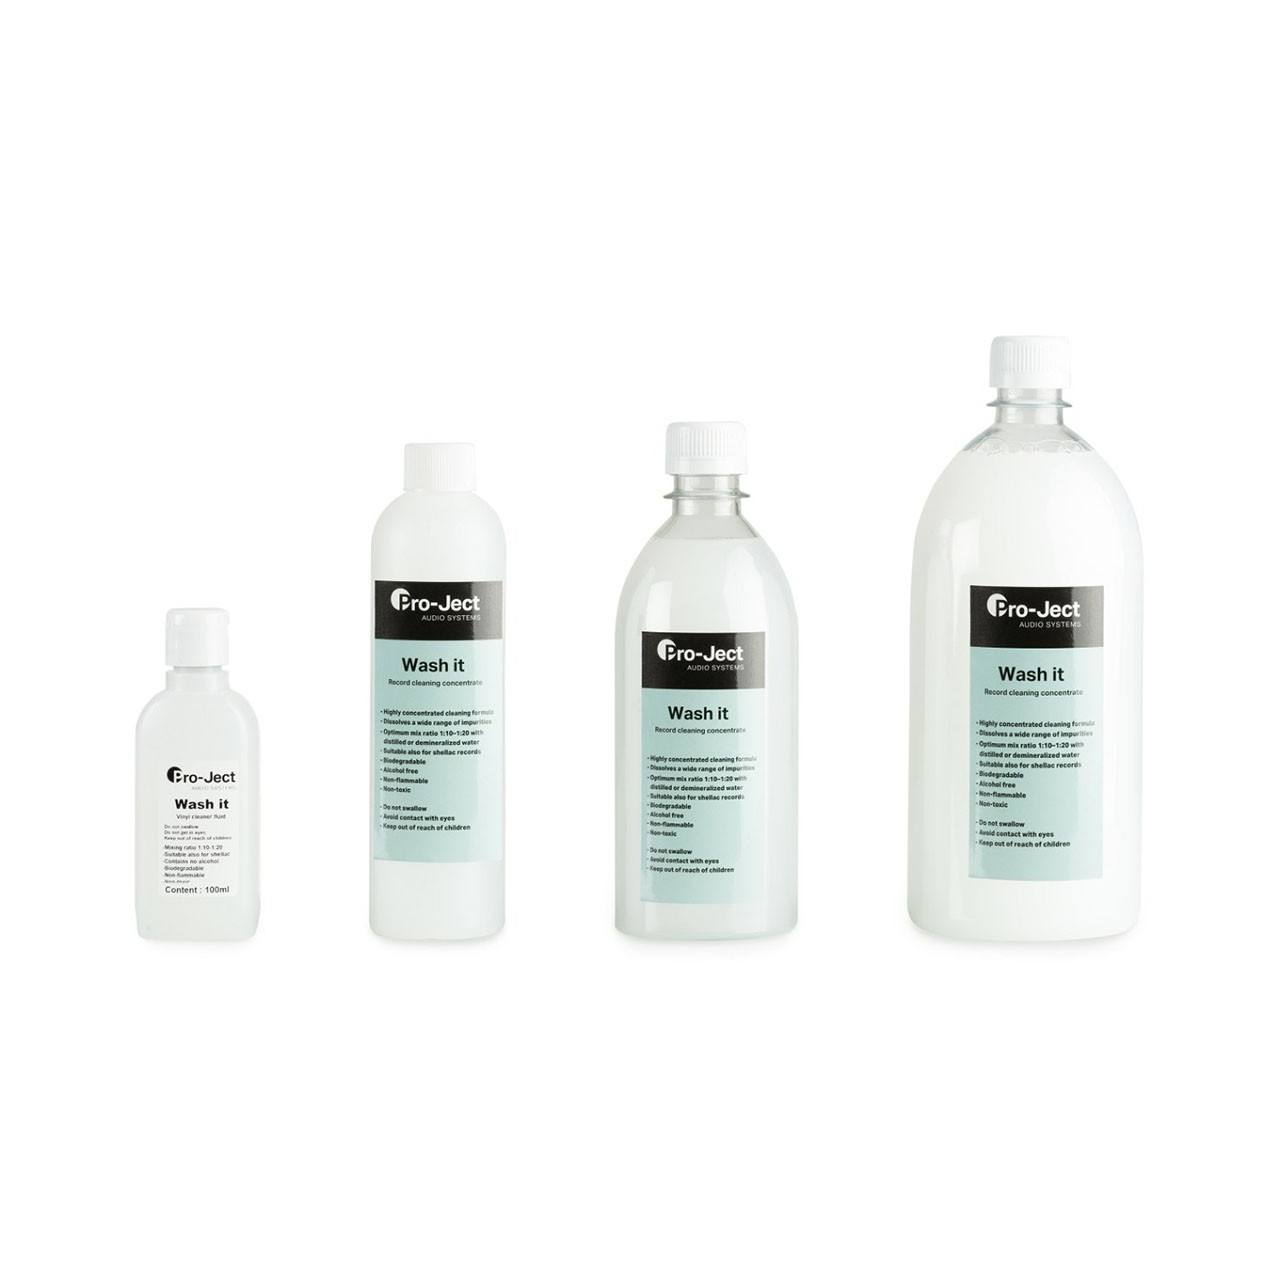 Pro-Ject
AUDIO SYSTEMS
Wash it
Vinyl cleaner fluid
Do not swallow
Do not get in eyes
Keep out of reach of children
-Mixing ratio 1:10-1:20
-Suitable also for shellac
-Contains no alcohol
-Biodegradable
-Non-flammable
Content : 100ml
Pro-Ject
AUDIO SYSTEMS
Wash it
Record cleaning concentrate
· Highly concentrated cleaning formula
· Dissolves a wide range of impurities
· Optimum mix ratio 1:10–1:20 with
distilled or demineralized water
· Suitable also for shellac records
· Biodegradable
· Alcohol free
· Non-flammable
· Non-toxic
· Do not swallow
· Avoid contact with eyes
· Keep out of reach of children
Pro-Ject
AUDIO SYSTEMS
Wash it
Record cleaning concentrate
· Highly concentrated cleaning formula
· Dissolves a wide range of impurities
· Optimum mix ratio 1:10–1:20 with
distilled or demineralized water
· Suitable also for shellac records
· Biodegradable
· Alcohol free
· Non-flammable
· Non-toxic
· Do not swallow
· Avoid contact with eyes
· Keep out of reach of children
Pro-Ject
AUDIO SYSTEMS
Wash it
Record cleaning concentrate
· Highly concentrated cleaning formula
· Dissolves a wide range of impurities
· Optimum mix ratio 1:10–1:20 with
distilled or demineralized water
· Suitable also for shellac records
· Biodegradable
· Alcohol free
· Non-flammable
· Non-toxic
· Do not swallow
· Avoid contact with eyes
· Keep out of reach of children